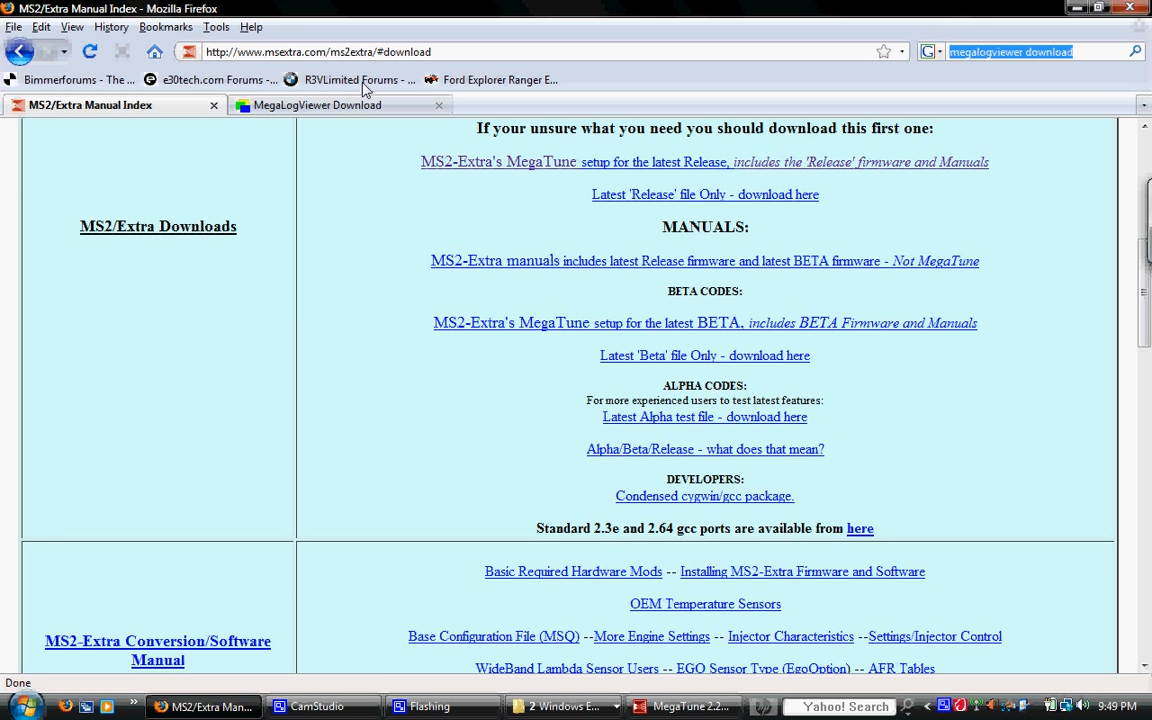 MS2/Extra Manual Index - Mozilla Firefox
File Edit View History Bookmarks Tools Help
http://www.msextra.com/ms2extra/#download
G megalogviewer download
Bimmerforums - The ... e30tech.com Forums -... R3VLimited Forums - ... Ford Explorer Ranger E...
MS2/Extra Manual Index MegaLogViewer Download
If your unsure what you need you should download this first one:
MS2-Extra's MegaTune setup for the latest Release, includes the 'Release' firmware and Manuals
Latest 'Release' file Only - download here
MS2/Extra Downloads
MANUALS:
MS2-Extra manuals includes latest Release firmware and latest BETA firmware - Not MegaTune
BETA CODES:
MS2-Extra's MegaTune setup for the latest BETA, includes BETA Firmware and Manuals
Latest 'Beta' file Only - download here
ALPHA CODES:
For more experienced users to test latest features:
Latest Alpha test file - download here
Alpha/Beta/Release - what does that mean?
DEVELOPERS:
Condensed cygwin/gcc package.
Standard 2.3e and 2.64 gcc ports are available from here
Basic Required Hardware Mods -- Installing MS2-Extra Firmware and Software
OEM Temperature Sensors
MS2-Extra Conversion/Software
Manual
Base Configuration File (MSQ) --More Engine Settings -- Injector Characteristics --Settings/Injector Control
WideBand Lambda Sensor Users -- EGO Sensor Type (EgoOption) -- AFR Tables
Done
MS2/Extra Man... CamStudio Flashing 2 Windows E... MegaTune 2.2... Yahoo! Search 9:49 PM